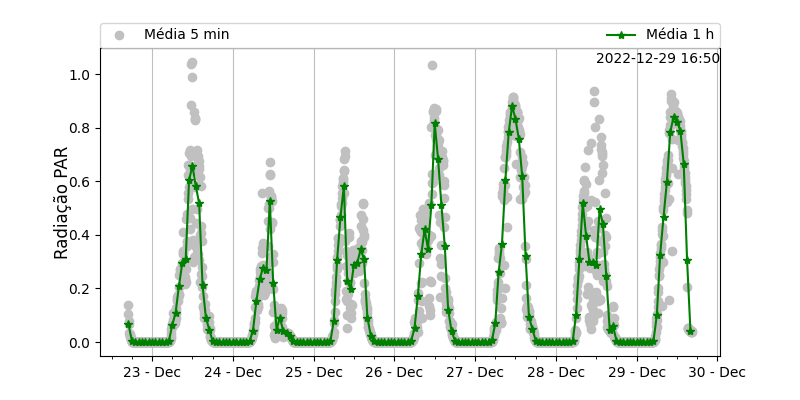 Média 5 min
Média 1 h
2022-12-29 16:50
Radiação PAR
1.0
0.8
0.6
0.4
0.2
0.0
23 - Dec
24 - Dec
25 - Dec
26 - Dec
27 - Dec
28 - Dec
29 - Dec
30 - Dec